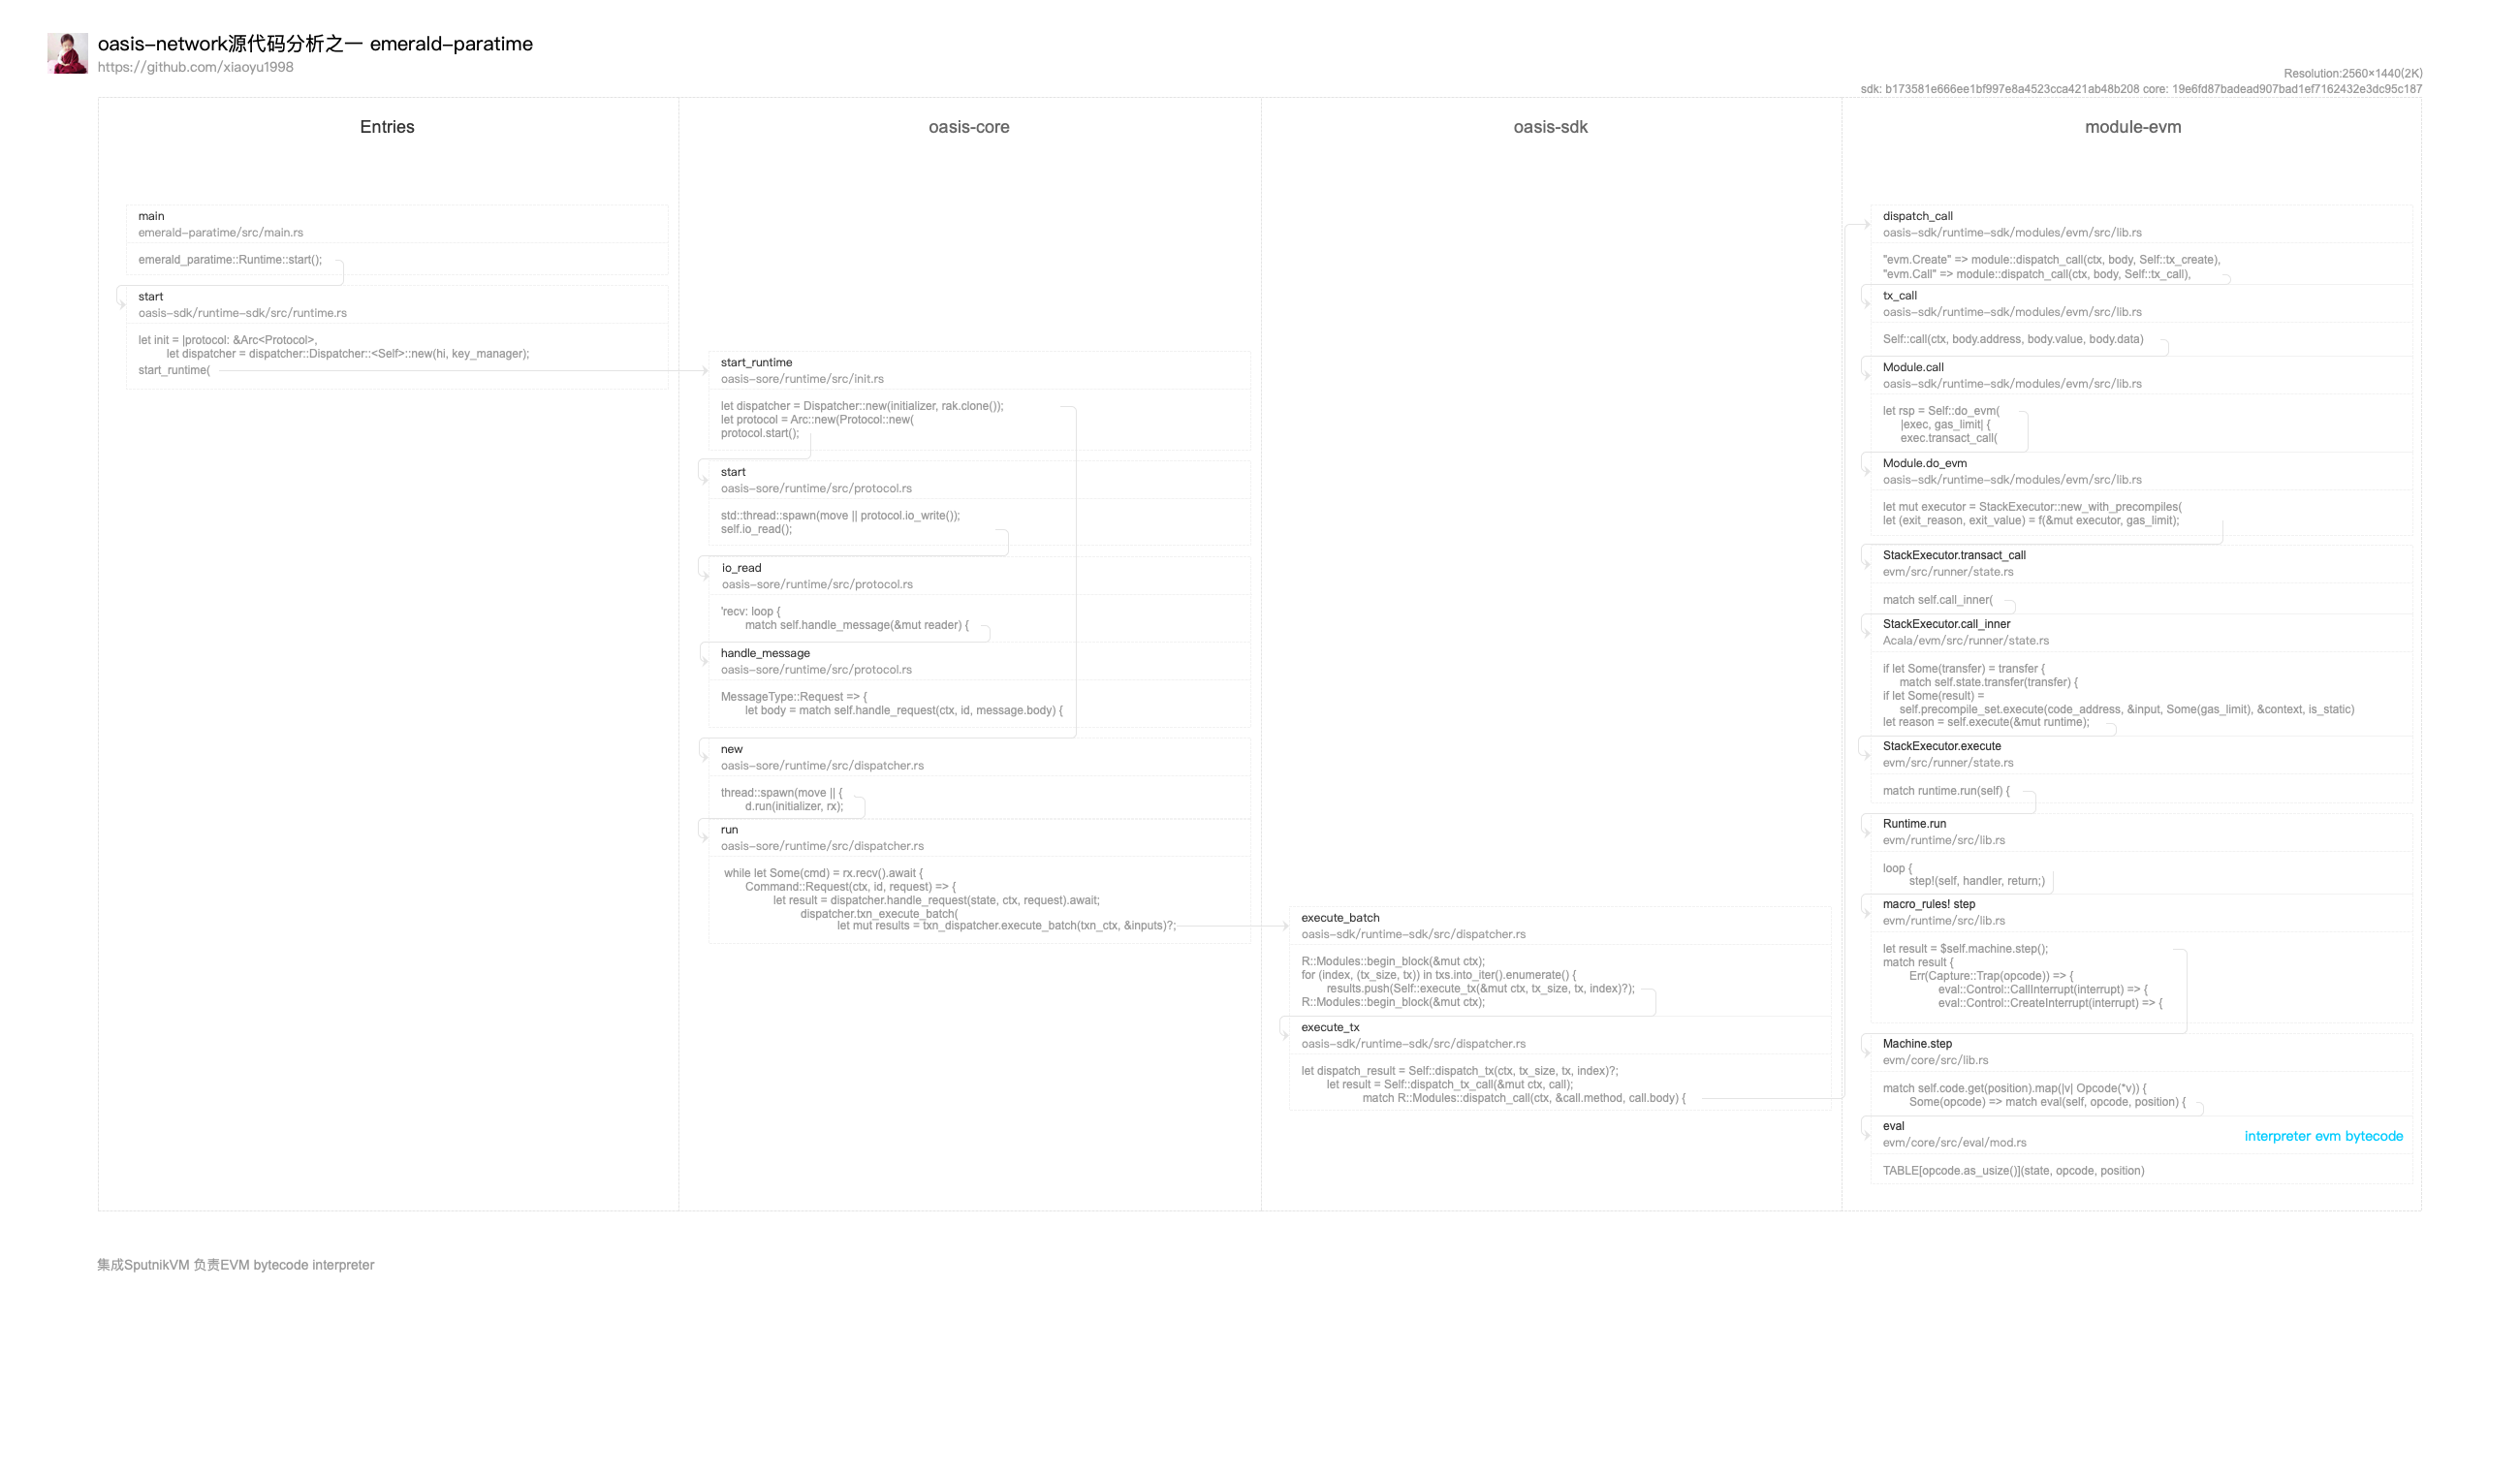 oasis-network源代码分析之一 emerald-paratime
https://github.com/xiaoyu1998
Resolution:2560×1440(2K)
sdk: b173581e666ee1bf997e8a4523cca421ab48b208 core: 19e6fd87badead907bad1ef7162432e3dc95c187
Entries
main
emerald-paratime/src/main.rs
emerald_paratime::Runtime::start();
start
oasis-sdk/runtime-sdk/src/runtime.rs
let init = |protocol: &Arc<Protocol>,
let dispatcher = dispatcher::Dispatcher::<Self>::new(hi, key_manager);
start_runtime(
oasis-core
start_runtime
oasis-sore/runtime/src/init.rs
let dispatcher = Dispatcher::new(initializer, rak.clone());
let protocol = Arc::new(Protocol::new(
protocol.start();
start
oasis-sore/runtime/src/protocol.rs
std::thread::spawn(move || protocol.io_write());
self.io_read();
io_read
oasis-sore/runtime/src/protocol.rs
'recv: loop {
match self.handle_message(&mut reader) {
handle_message
oasis-sore/runtime/src/protocol.rs
MessageType::Request => {
let body = match self.handle_request(ctx, id, message.body) {
new
oasis-sore/runtime/src/dispatcher.rs
thread::spawn(move || {
d.run(initializer, rx);
run
oasis-sore/runtime/src/dispatcher.rs
while let Some(cmd) = rx.recv().await {
Command::Request(ctx, id, request) => {
let result = dispatcher.handle_request(state, ctx, request).await;
dispatcher.txn_execute_batch(
let mut results = txn_dispatcher.execute_batch(txn_ctx, &inputs)?;
oasis-sdk
execute_batch
oasis-sdk/runtime-sdk/src/dispatcher.rs
R::Modules::begin_block(&mut ctx);
for (index, (tx_size, tx)) in txs.into_iter().enumerate() {
results.push(Self::execute_tx(&mut ctx, tx_size, tx, index)?);
R::Modules::begin_block(&mut ctx);
execute_tx
oasis-sdk/runtime-sdk/src/dispatcher.rs
let dispatch_result = Self::dispatch_tx(ctx, tx_size, tx, index)?;
let result = Self::dispatch_tx_call(&mut ctx, call);
match R::Modules::dispatch_call(ctx, &call.method, call.body) {
module-evm
dispatch_call
oasis-sdk/runtime-sdk/modules/evm/src/lib.rs
"evm.Create" => module::dispatch_call(ctx, body, Self::tx_create),
"evm.Call" => module::dispatch_call(ctx, body, Self::tx_call),
tx_call
oasis-sdk/runtime-sdk/modules/evm/src/lib.rs
Self::call(ctx, body.address, body.value, body.data)
Module.call
oasis-sdk/runtime-sdk/modules/evm/src/lib.rs
let rsp = Self::do_evm(
|exec, gas_limit| {
exec.transact_call(
Module.do_evm
oasis-sdk/runtime-sdk/modules/evm/src/lib.rs
let mut executor = StackExecutor::new_with_precompiles(
let (exit_reason, exit_value) = f(&mut executor, gas_limit);
StackExecutor.transact_call
evm/src/runner/state.rs
match self.call_inner(
StackExecutor.call_inner
Acala/evm/src/runner/state.rs
if let Some(transfer) = transfer {
match self.state.transfer(transfer) {
if let Some(result) =
self.precompile_set.execute(code_address, &input, Some(gas_limit), &context, is_static)
let reason = self.execute(&mut runtime);
StackExecutor.execute
evm/src/runner/state.rs
match runtime.run(self) {
Runtime.run
evm/runtime/src/lib.rs
loop {
step!(self, handler, return;)
macro_rules! step
evm/runtime/src/lib.rs
let result = $self.machine.step();
match result {
Err(Capture::Trap(opcode)) => {
eval::Control::CallInterrupt(interrupt) => {
eval::Control::CreateInterrupt(interrupt) => {
Machine.step
evm/core/src/lib.rs
match self.code.get(position).map(|v| Opcode(*v)) {
Some(opcode) => match eval(self, opcode, position) {
eval
evm/core/src/eval/mod.rs
interpreter evm bytecode
TABLE[opcode.as_usize()](state, opcode, position)
集成SputnikVM 负责EVM bytecode interpreter